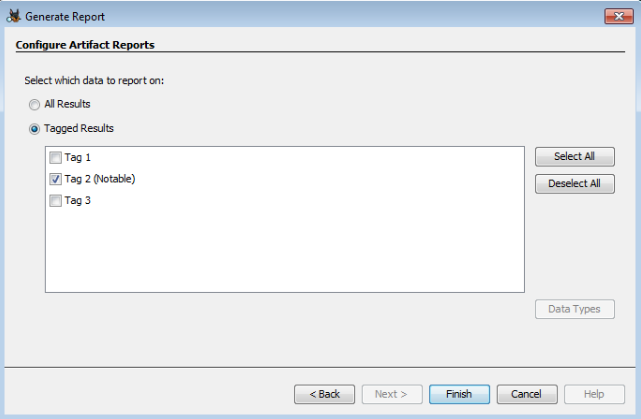 Generate Report
Configure Artifact Reports
Select which data to report on:
All Results
Tagged Results
Tag 1
Select All
Tag 2 (Notable)
Deselect All
Tag 3
Data Types
< Back
Next >
Finish
Cancel
Help